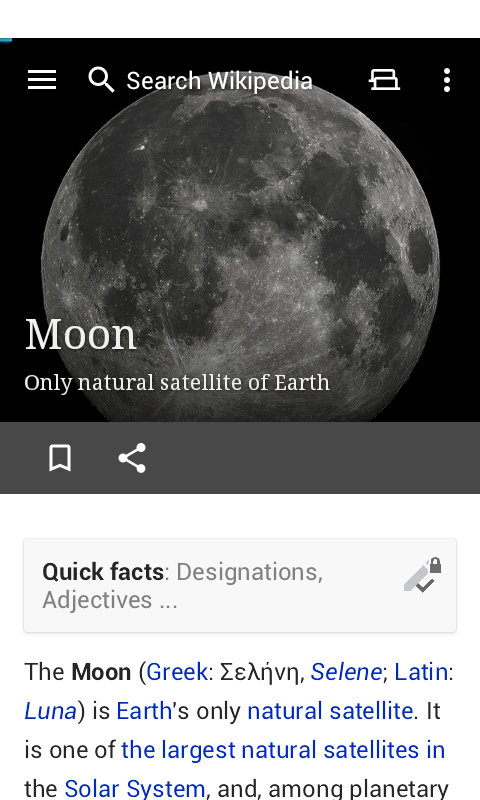 Search Wikipedia
Moon
Only natural satellite of Earth
Quick facts: Designations,
Adjectives ...
The Moon (Greek: Σελήνη, Selene; Latin:
Luna) is Earth's only natural satellite. It
is one of the largest natural satellites in
the Solar System, and, among planetary